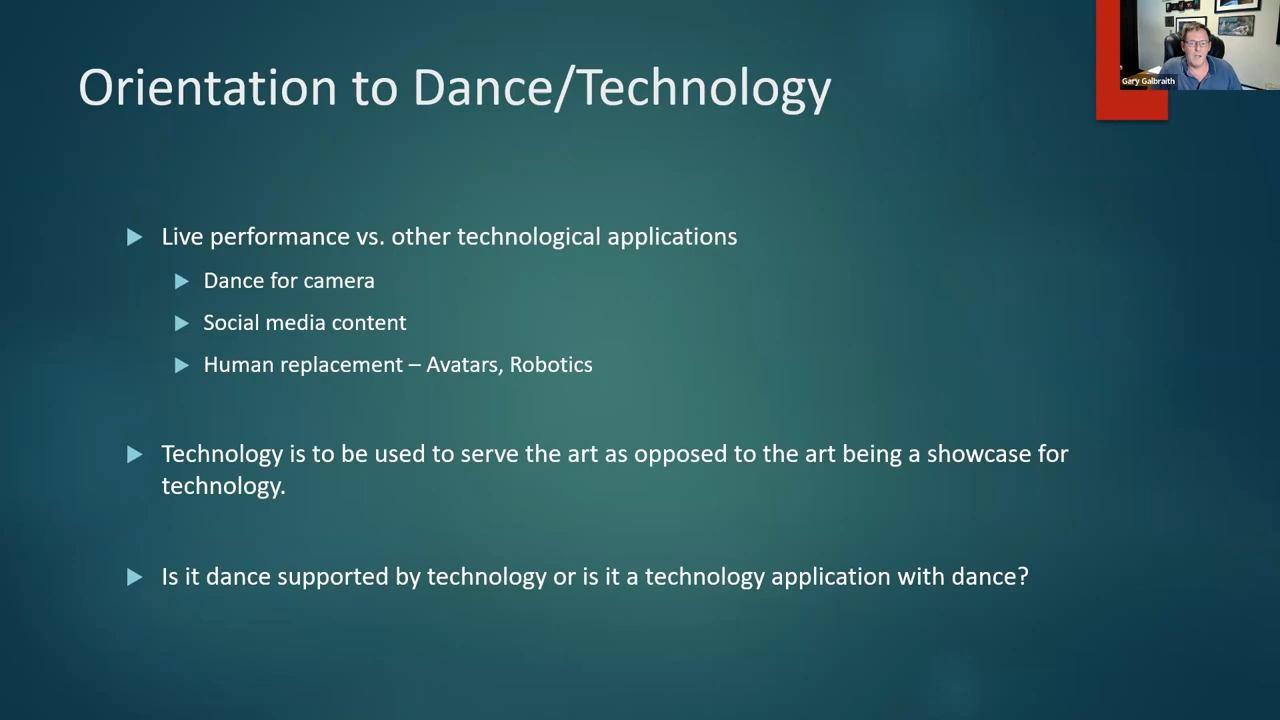 Orientation to Dance/Technology
Gary Galbraith
Live performance vs. other technological applications
Dance for camera
Social media content
Human replacement – Avatars, Robotics
Technology is to be used to serve the art as opposed to the art being a showcase for
technology.
Is it dance supported by technology or is it a technology application with dance?